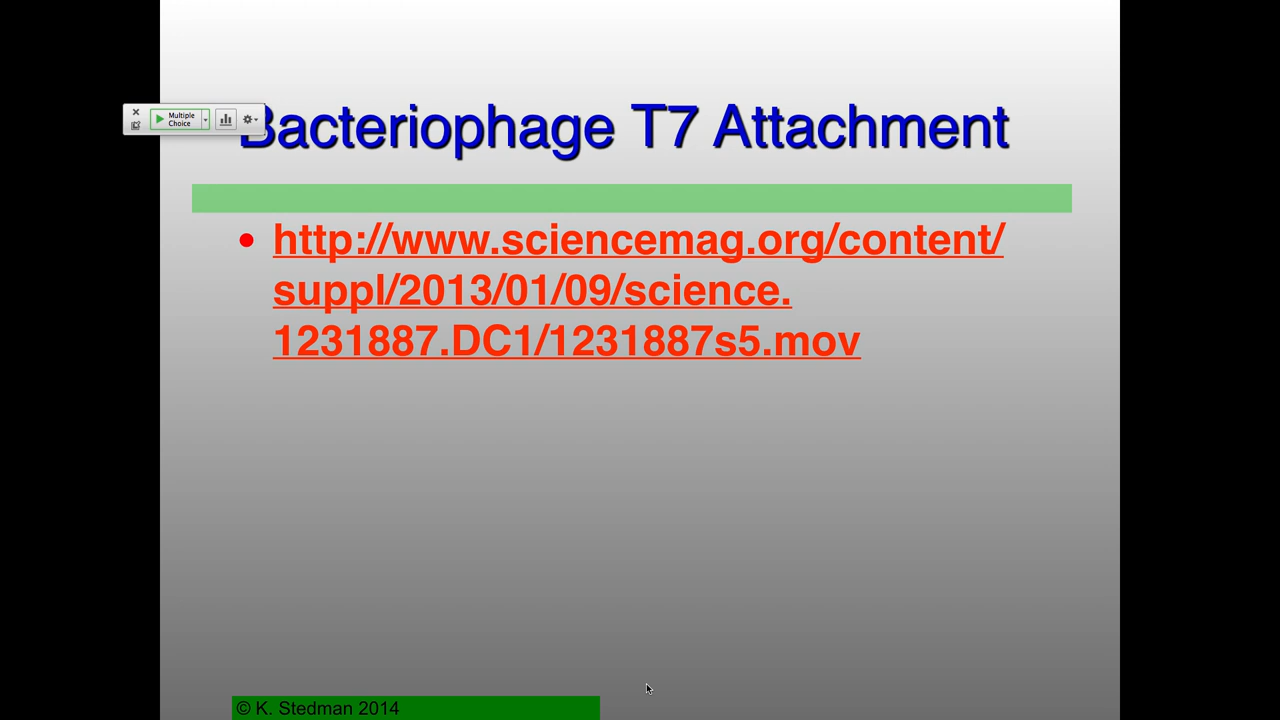 Multiple
Choice
Bacteriophage T7 Attachment
• http://www.sciencemag.org/content/
suppl/2013/01/09/science.
1231887.DC1/1231887s5.mov
© K. Stedman 2014